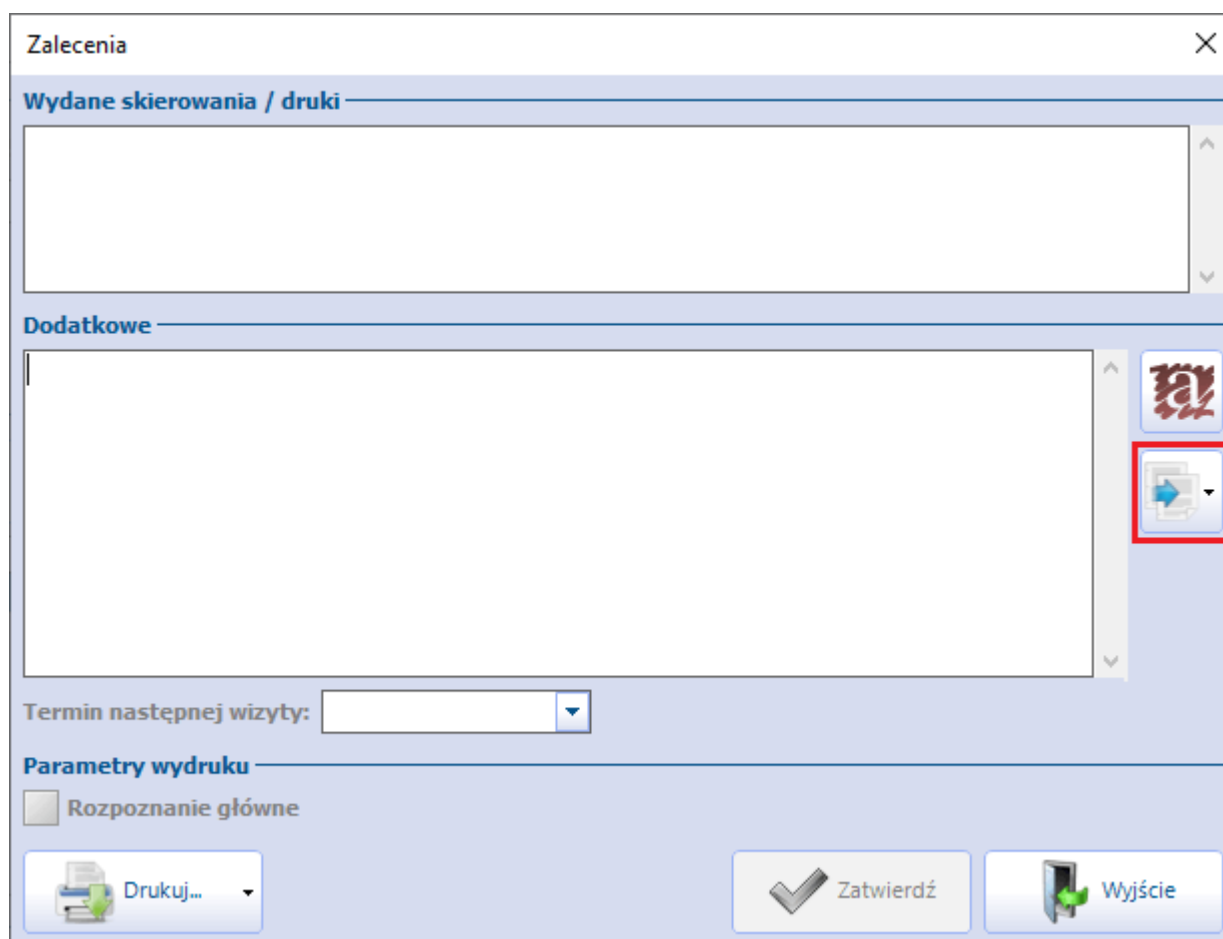 Zalecenia
Wydane skierowania / druki
Dodatkowe
a
Termin następnej wizyty:
Parametry wydruku
Rozpoznanie główne
Drukuj... Zatwierdź Wyjście